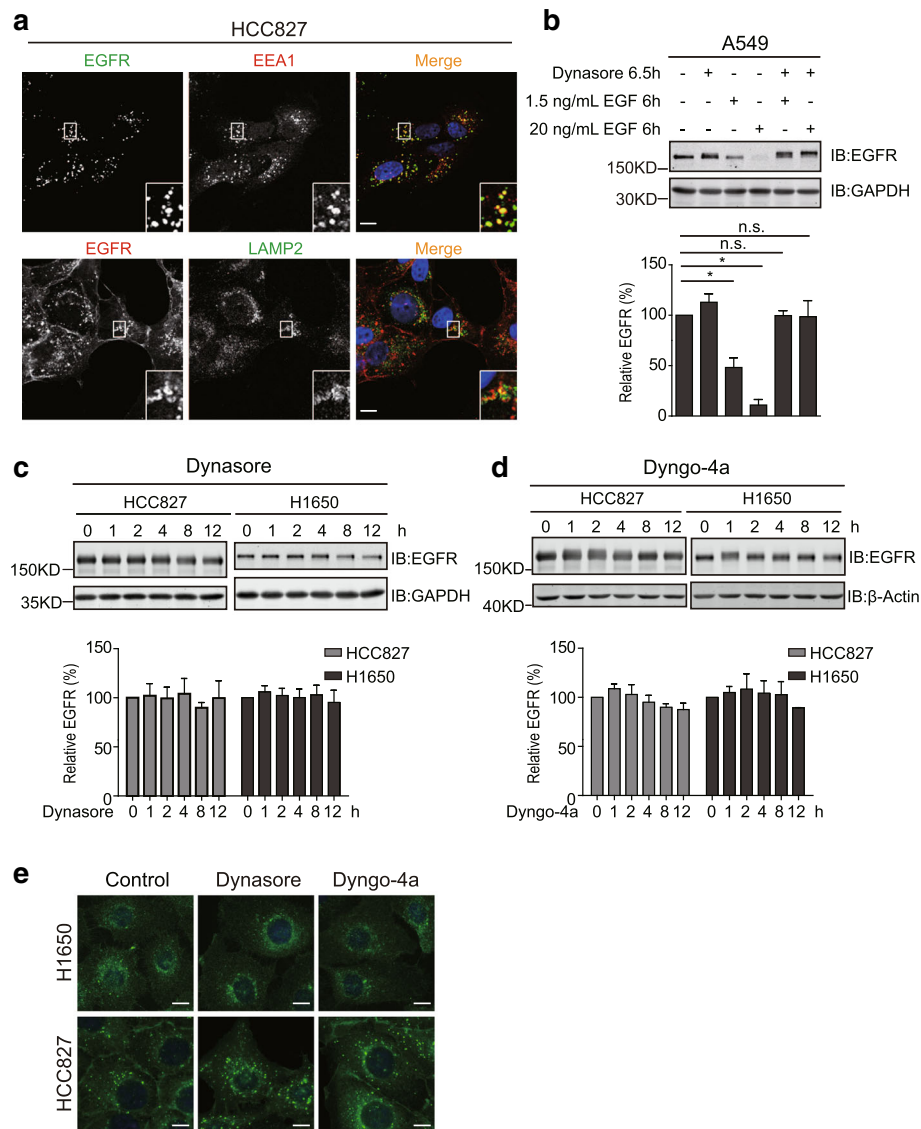 a
HCC827
EGFR EEA1 Merge
EGFR LAMP2 Merge
b
A549
Dynasore 6.5h - + - - + +
1.5 ng/mL EGF 6h - - + - + -
20 ng/mL EGF 6h - - - + - +
150KD IB:EGFR
30KD IB:GAPDH
n.s.
n.s.
*
*
Relative EGFR (%)
150
100
50
0
c
Dynasore
HCC827 H1650
0 1 2 4 8 12 0 1 2 4 8 12 h
150KD IB:EGFR
35KD IB:GAPDH
Relative EGFR (%)
150
100
50
0
HCC827
H1650
Dynasore 0 1 2 4 8 12 0 1 2 4 8 12 h
d
Dyngo-4a
HCC827 H1650
0 1 2 4 8 12 0 1 2 4 8 12 h
150KD IB:EGFR
40KD IB:β-Actin
Relative EGFR (%)
150
100
50
0
HCC827
H1650
Dyngo-4a 0 1 2 4 8 12 0 1 2 4 8 12 h
e
Control Dynasore Dyngo-4a
H1650
HCC827